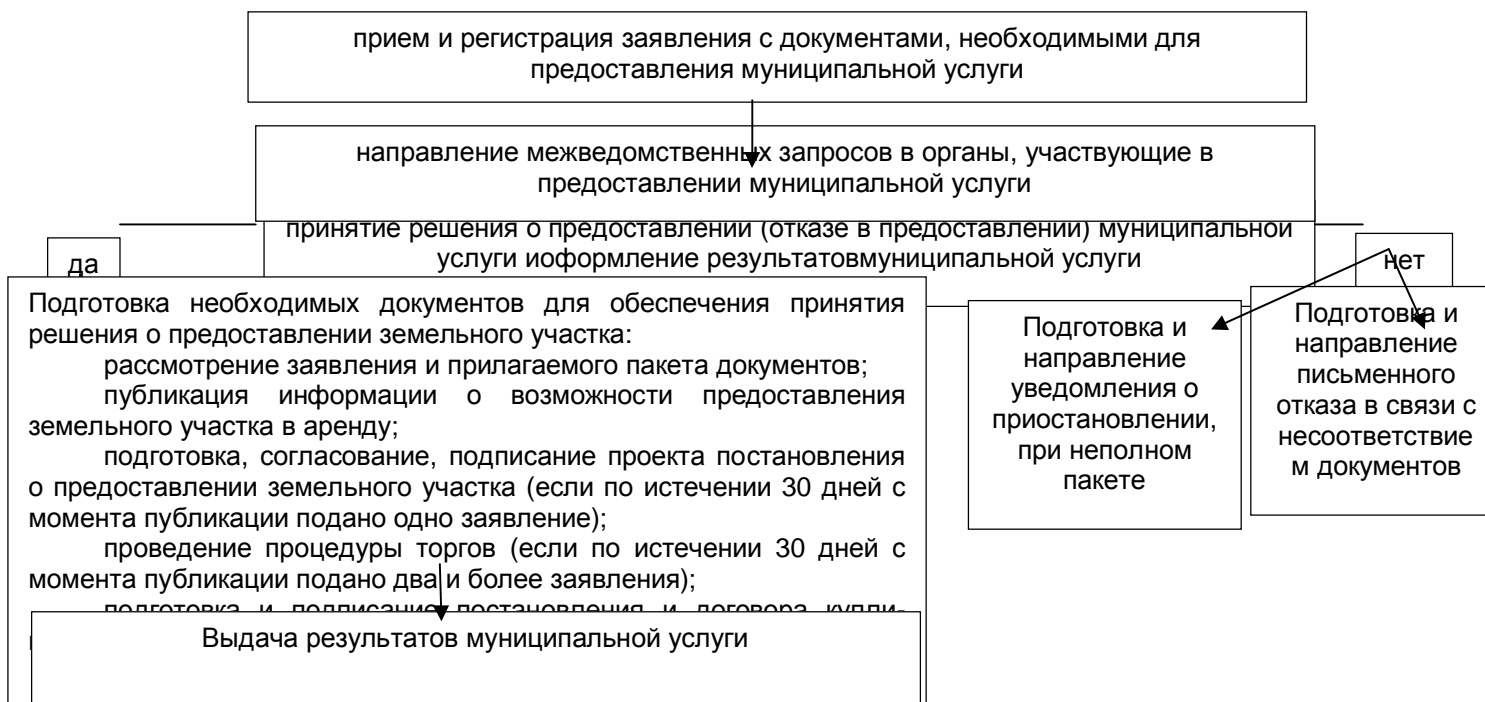 прием и регистрация заявления с документами, необходимыми для
предоставления муниципальной услуги
направление межведомственных запросов в органы, участвующие в
предоставлении муниципальной услуги
принятие решения о предоставлении (отказе в предоставлении) муниципальной
услуги иоформление результатовмуниципальной услуги
да
нет
Подготовка необходимых документов для обеспечения принятия
решения о предоставлении земельного участка:
рассмотрение заявления и прилагаемого пакета документов;
публикация информации о возможности предоставления
земельного участка в аренду;
подготовка, согласование, подписание проекта постановления
о предоставлении земельного участка (если по истечении 30 дней с
момента публикации подано одно заявление);
проведение процедуры торгов (если по истечении 30 дней с
момента публикации подано два и более заявления);
подготовка и подписание постановления и договора купли-
Выдача результатов муниципальной услуги
Подготовка и
направление
уведомления о
приостановлении,
при неполном
пакете
Подготовка и
направление
письменного
отказа в связи с
несоответствие
м документов